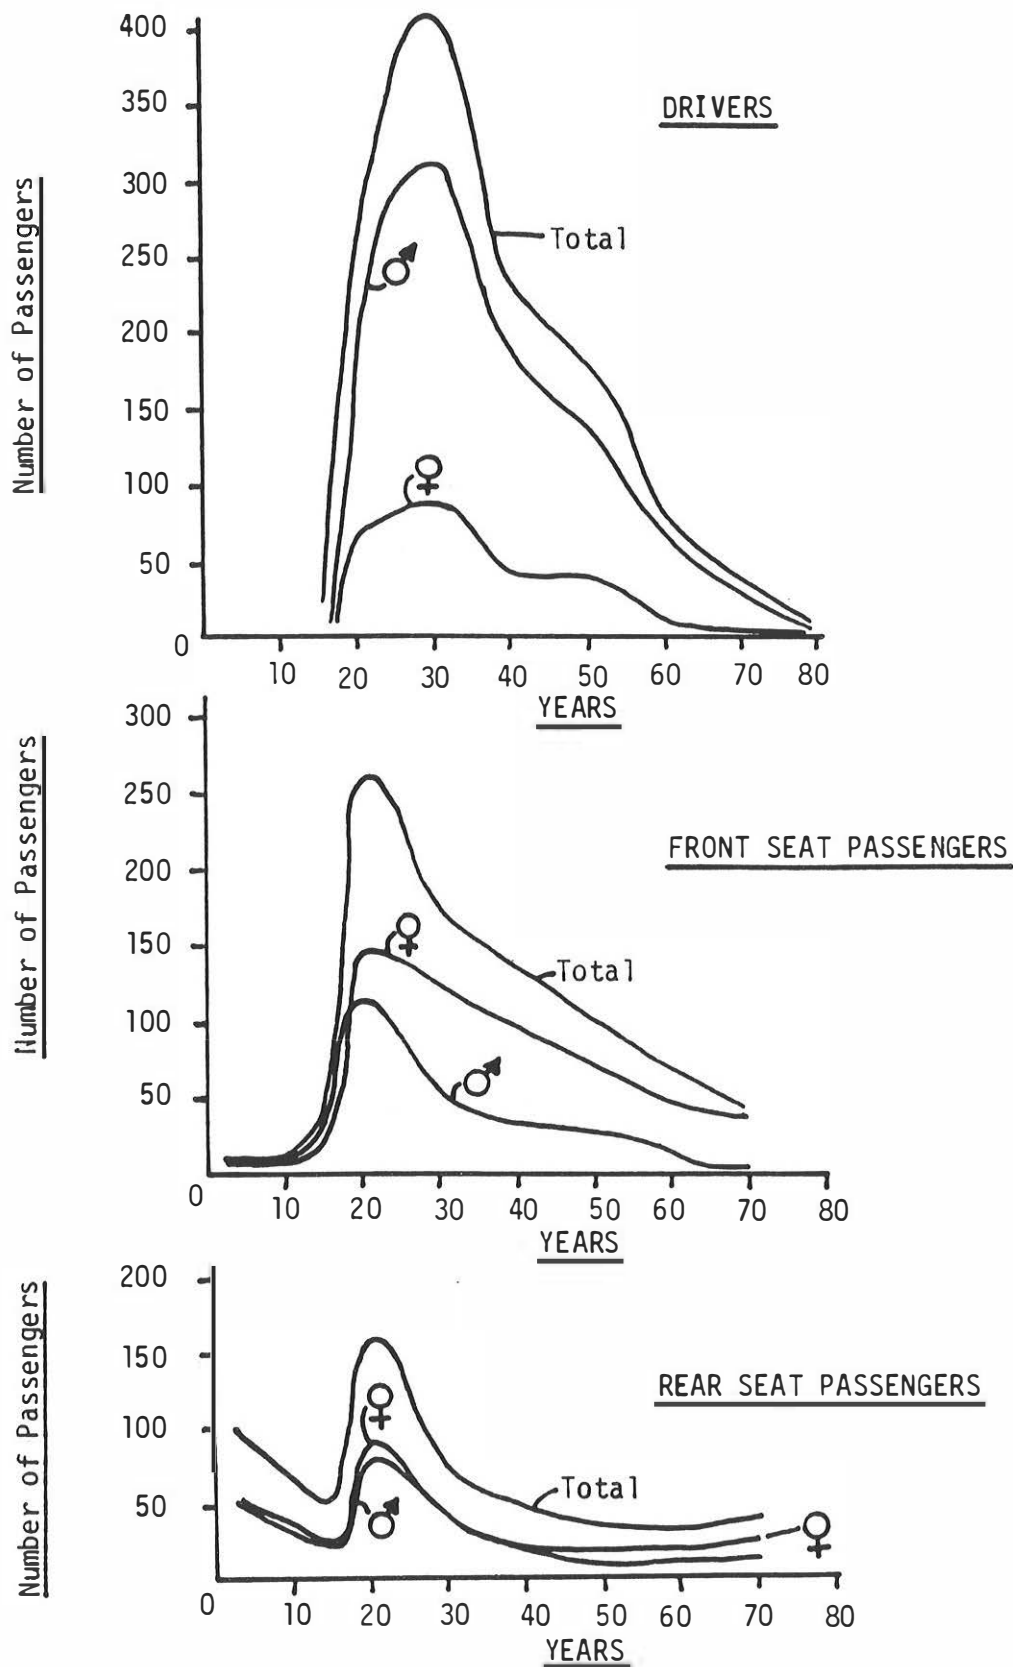 400
350
DRIVERS
300
Number of Passengers
250
Total
♂
200
150
100
♀
50
0
10 20 30 40 50 60 70 80
YEARS
300
250
FRONT SEAT PASSENGERS
Number of Passengers
200
♀
150
Total
100
♂
50
0
10 20 30 40 50 60 70 80
YEARS
200
150
REAR SEAT PASSENGERS
Number of Passengers
♀
100
Total
50
♂
♀
0
10 20 30 40 50 60 70 80
YEARS